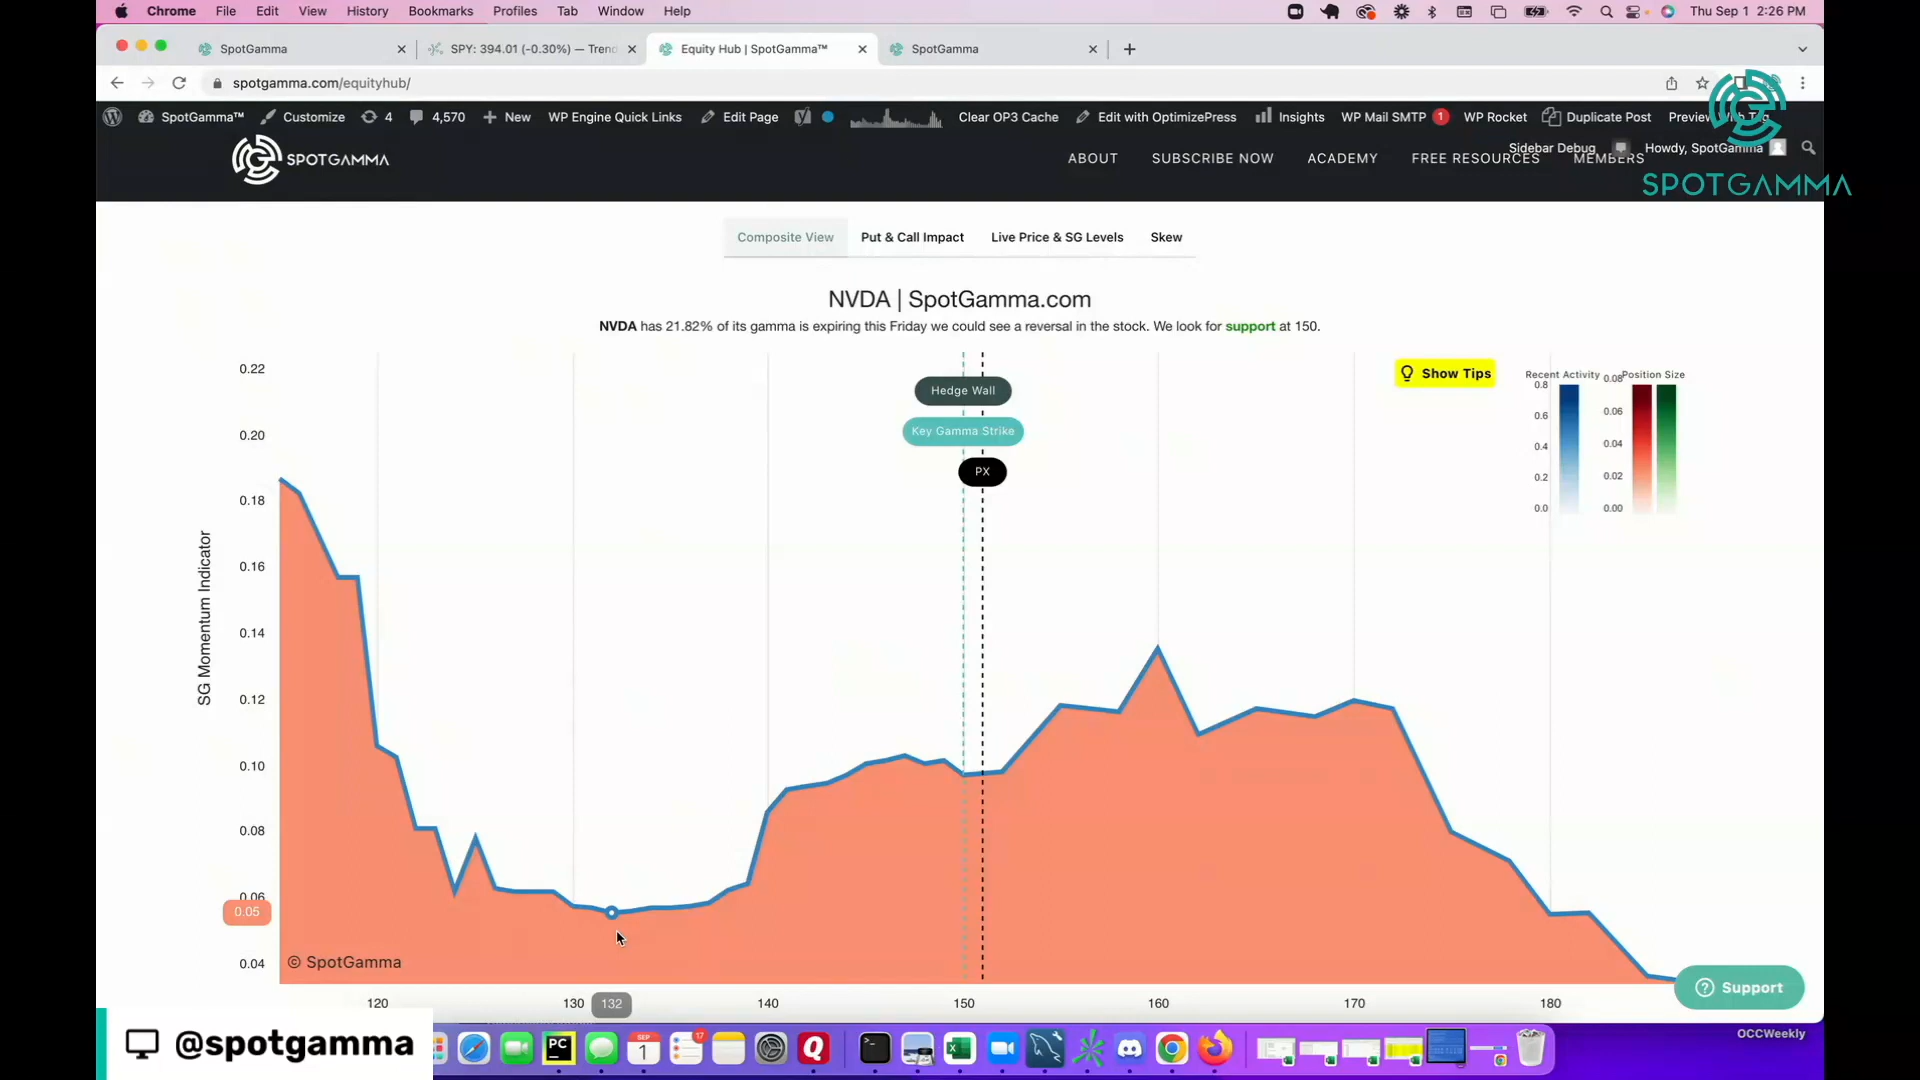 Chrome File Edit View History Bookmarks Profiles Tab Window Help Thu Sep 1 2:26 PM
SpotGamma SPY: 394.01 (-0.30%) — Trend Equity Hub | SpotGamma™ SpotGamma
spotgamma.com/equityhub/
SpotGamma™ Customize 4 4,570 New WP Engine Quick Links Edit Page Clear OP3 Cache Edit with OptimizePress Insights WP Mail SMTP 1 WP Rocket Duplicate Post Preview
Sidebar Debug Howdy, SpotGamma
SPOTGAMMA ABOUT SUBSCRIBE NOW ACADEMY FREE RESOURCES MEMBERS
SPOTGAMMA
Composite View Put & Call Impact Live Price & SG Levels Skew
NVDA | SpotGamma.com
NVDA has 21.82% of its gamma is expiring this Friday we could see a reversal in the stock. We look for support at 150.
Show Tips
Recent Activity Position Size
0.8
0.6
0.4
0.2
0.0
0.08
0.06
0.04
0.02
0.00
Hedge Wall
Key Gamma Strike
PX
SG Momentum Indicator
0.22
0.20
0.18
0.16
0.14
0.12
0.10
0.08
0.06
0.05
0.04
© SpotGamma
120 130 132 140 150 160 170 180
Support
@spotgamma
PC
SEP
1
17
OCCWeekly